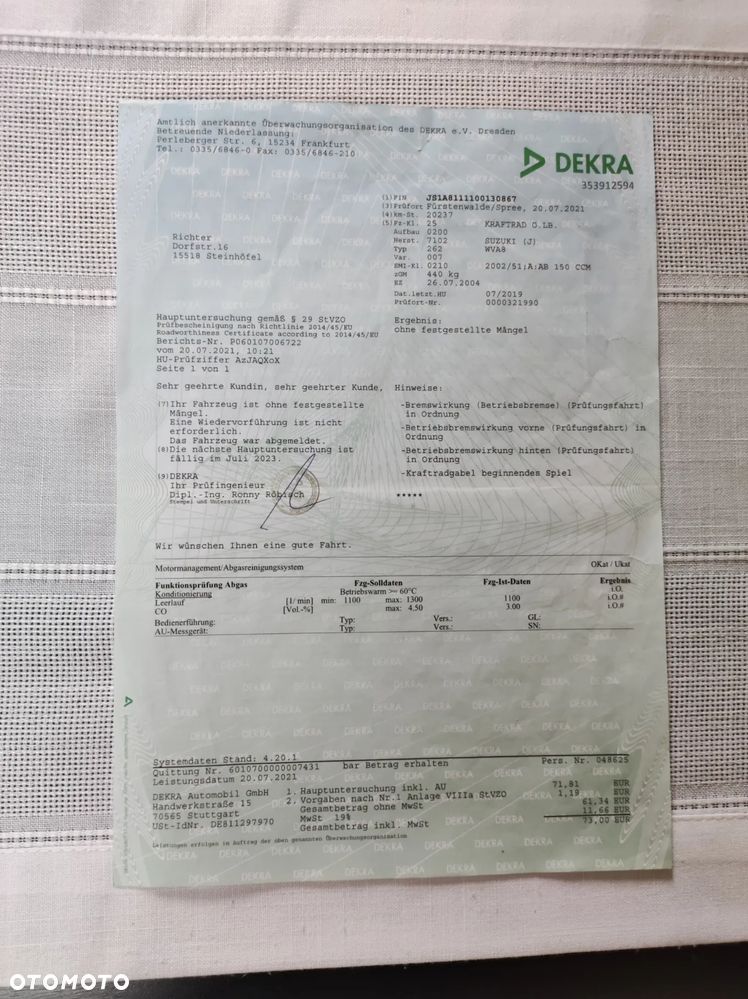 Amtlich anerkannte Überwachungsorganisation des DEKRA e.V. Dresden
Betreuende Niederlassung:
Perleberger Str. 6, 15234 Frankfurt
Tel.: 0335/6846-0 Fax: 0335/6846-210
DEKRA
353912594
(1) FIN JS1A8111100130867
(3) Prüfort Fürstenwalde/Spree, 20.07.2021
(4) km-St. 20237
(5) Fz-Kl. 25 KRAFTRAD O.LB.
Aufbau 0200
Herst. 7102 SUZUKI (J)
Typ 262 WVA8
Var. 007
EMI-Kl. 0210 2002/51;A:AB 150 CCM
zGM 440 kg
EZ 26.07.2004
Dat.letzt.HU 07/2019
Prüfort-Nr. 0000321990
Richter
Dorfstr.16
15518 Steinhöfel
Hauptuntersuchung gemäß § 29 StVZO
Prüfbescheinigung nach Richtlinie 2014/45/EU
Roadworthiness Certificate according to 2014/45/EU
Berichts-Nr. P060107006722
vom 20.07.2021, 10:21
HU-Prüfziffer AzJAQXoX
Seite 1 von 1
Ergebnis:
ohne festgestellte Mängel
Sehr geehrte Kundin, sehr geehrter Kunde,
(7) Ihr Fahrzeug ist ohne festgestellte
Mängel.
Eine Wiedervorführung ist nicht
erforderlich.
Das Fahrzeug war abgemeldet.
(8) Die nächste Hauptuntersuchung ist
fällig im Juli 2023.
(9) DEKRA
Ihr Prüfingenieur
Dipl.-Ing. Ronny Röbisch
Stempel und Unterschrift
Hinweise:
-Bremswirkung (Betriebsbremse) (Prüfungsfahrt)
in Ordnung
-Betriebsbremswirkung vorne (Prüfungsfahrt) in
Ordnung
-Betriebsbremswirkung hinten (Prüfungsfahrt)
in Ordnung
-Kraftradgabel beginnendes Spiel
*****
Wir wünschen Ihnen eine gute Fahrt.
Motormanagement/Abgasreinigungssystem OKat / Ukat
Funktionsprüfung Abgas Fzg-Solldaten Fzg-Ist-Daten Ergebnis
Konditionierung Betriebswarm >= 60°C i.O.
Leerlauf [1/ min] min: 1100 max: 1300 1100 i.O.#
CO [Vol.-%] max: 4.50 3.00 i.O.#
Bedienerführung: Typ: Vers.: GL:
AU-Messgerät: Typ: Vers.: SN:
Systemdaten Stand: 4.20.1 Pers. Nr. 048625
Quittung Nr. 6010700000007431 bar Betrag erhalten
Leistungsdatum 20.07.2021
DEKRA Automobil GmbH
Handwerkstraße 15
70565 Stuttgart
USt-IdNr. DE811297970
1. Hauptuntersuchung inkl. AU 71,81 EUR
2. Vorgaben nach Nr.1 Anlage VIIIa StVZO 1,19 EUR
Gesamtbetrag ohne MwSt 61,34 EUR
MwSt 19% 11,66 EUR
Gesamtbetrag inkl. MwSt 73,00 EUR
Leistungen erfolgen im Auftrag der oben genannten Überwachungsorganisation
OTOMOTO